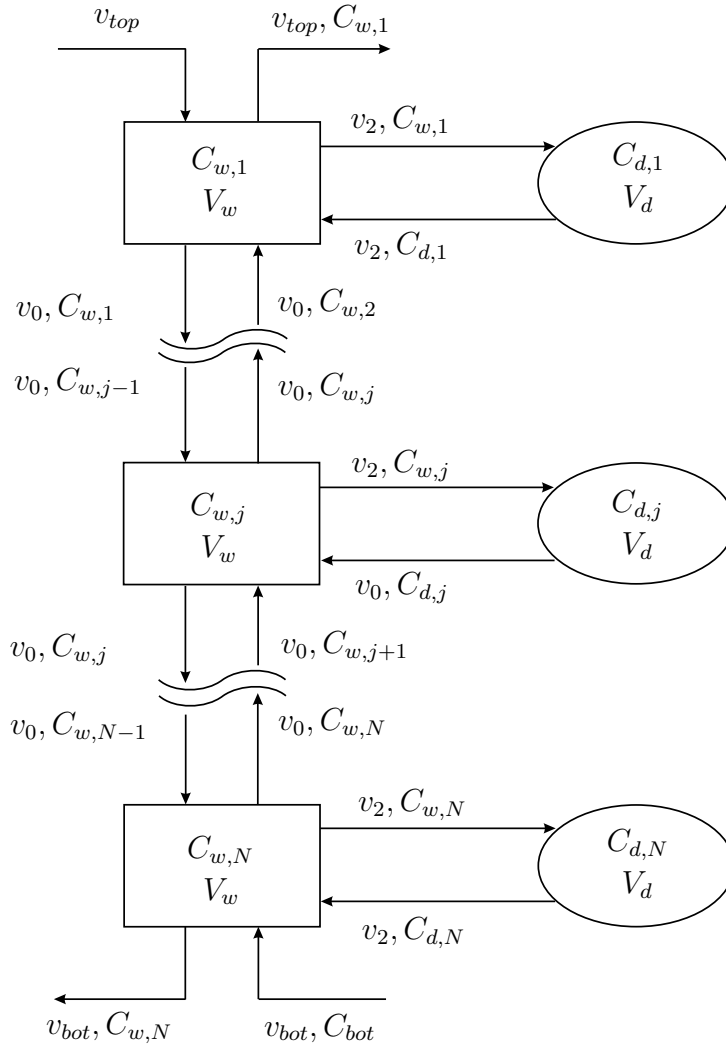 v_{top}
v_{top}, C_{w,1}
v_2, C_{w,1}
C_{w,1}
V_w
C_{d,1}
V_d
v_2, C_{d,1}
v_0, C_{w,1}
v_0, C_{w,2}
v_0, C_{w,j-1}
v_0, C_{w,j}
v_2, C_{w,j}
C_{w,j}
V_w
C_{d,j}
V_d
v_0, C_{d,j}
v_0, C_{w,j}
v_0, C_{w,j+1}
v_0, C_{w,N-1}
v_0, C_{w,N}
v_2, C_{w,N}
C_{w,N}
V_w
C_{d,N}
V_d
v_2, C_{d,N}
v_{bot}, C_{w,N}
v_{bot}, C_{bot}